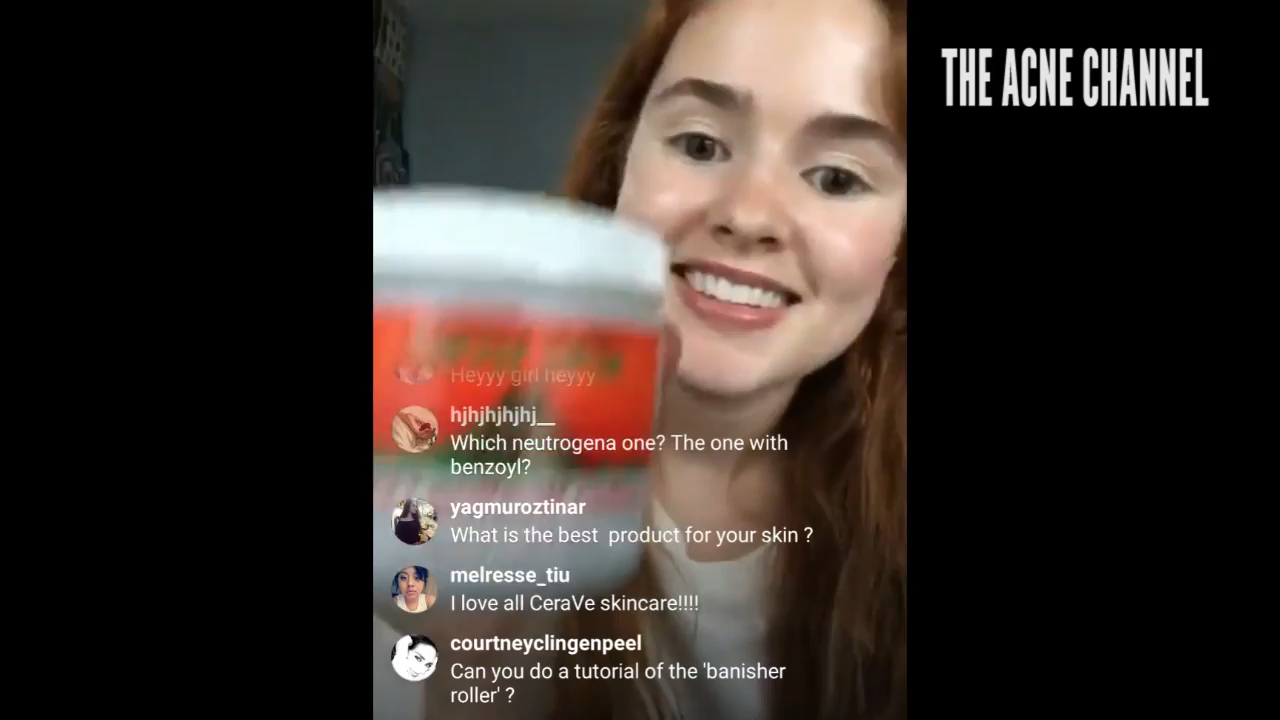 THE ACNE CHANNEL
Heyyy girl heyyy
hjhjhjhjhj__
Which neutrogena one? The one with
benzoyl?
yagmuroztinar
What is the best  product for your skin ?
melresse_tiu
I love all CeraVe skincare!!!!
courtneyclingenpeel
Can you do a tutorial of the 'banisher
roller' ?